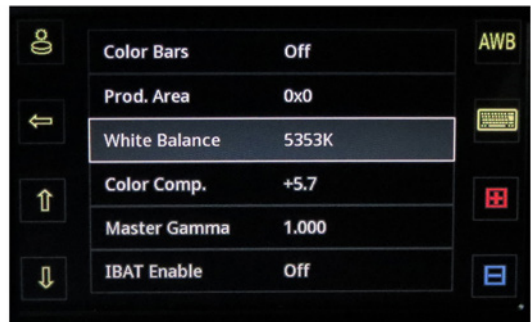 AWB
Color Bars Off
Prod. Area 0x0
White Balance 5353K
Color Comp. +5.7
Master Gamma 1.000
IBAT Enable Off